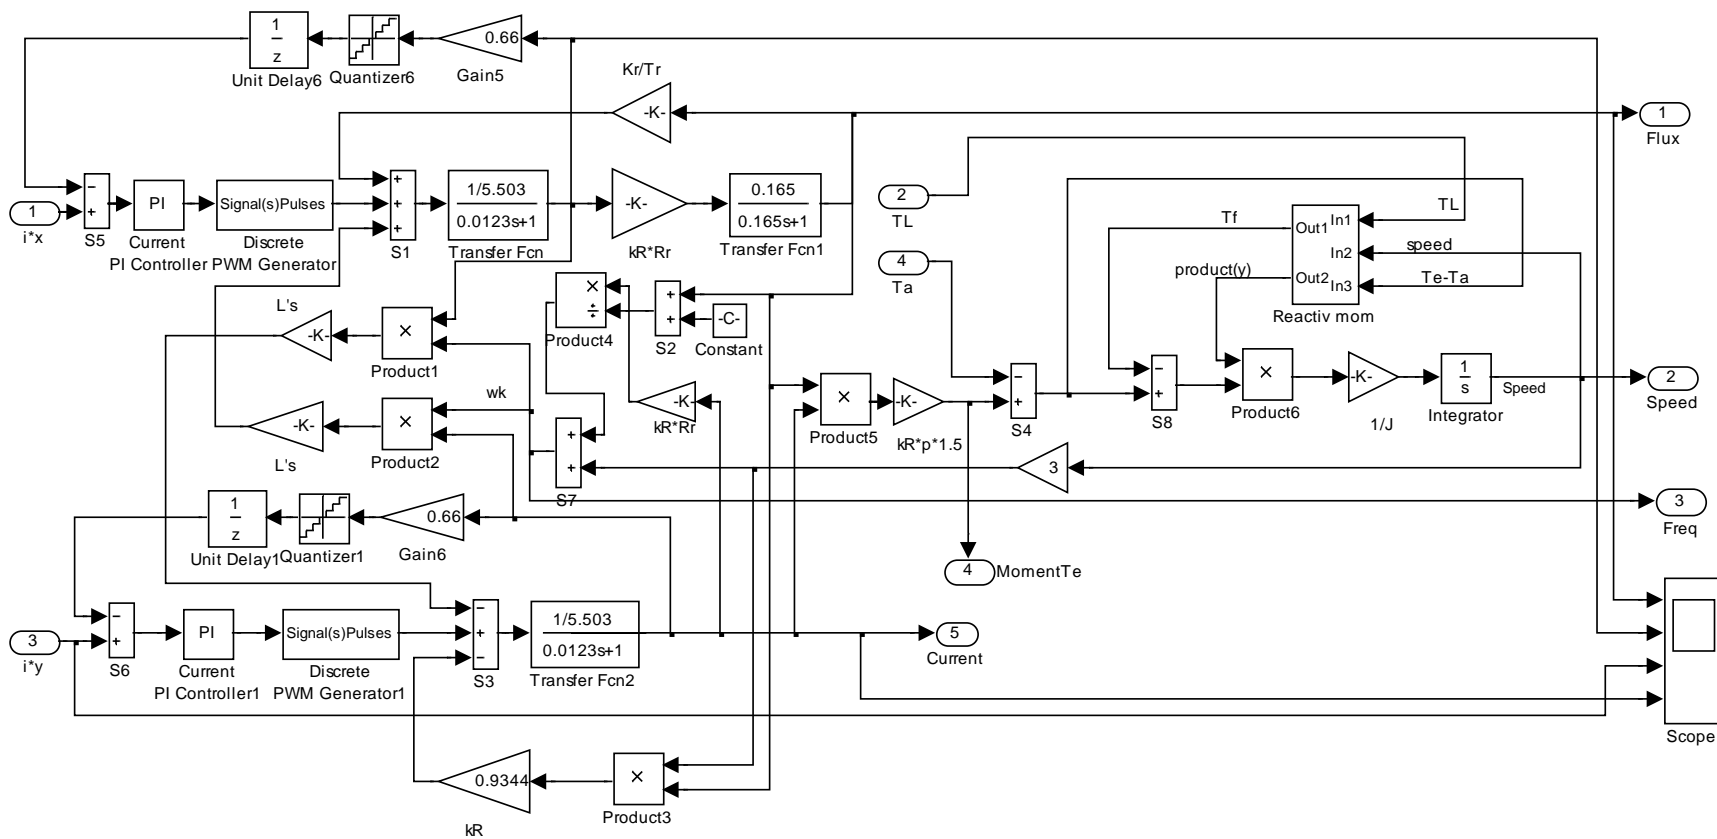 1
z
Unit Delay6
Quantizer6
0.66
Gain5
Kr/Tr
-K-
1
Flux
1
i*x
−
+
S5
PI
Current
PI Controller
Signal(s)Pulses
Discrete
PWM Generator
+
+
+
S1
1/5.503
0.0123s+1
Transfer Fcn
-K-
kR*Rr
0.165
0.165s+1
Transfer Fcn1
2
TL
4
Ta
Tf
TL
Out1
In1
speed
In2
product(y)
Out2
In3
Te-Ta
Reactiv mom
L's
-K-
×
Product1
×
÷
Product4
+
+
S2
-C-
Constant
wk
-K-
L's
×
Product2
-K-
kR*Rr
+
+
S7
×
Product5
-K-
kR*p*1.5
−
+
S4
−
+
S8
×
Product6
-K-
1/J
1
s
Integrator
Speed
2
Speed
3
3
Freq
1
z
Unit Delay1
Quantizer1
0.66
Gain6
4
MomentTe
3
i*y
−
+
S6
PI
Current
PI Controller1
Signal(s)Pulses
Discrete
PWM Generator1
−
+
−
S3
1/5.503
0.0123s+1
Transfer Fcn2
5
Current
Scope
0.9344
kR
×
Product3